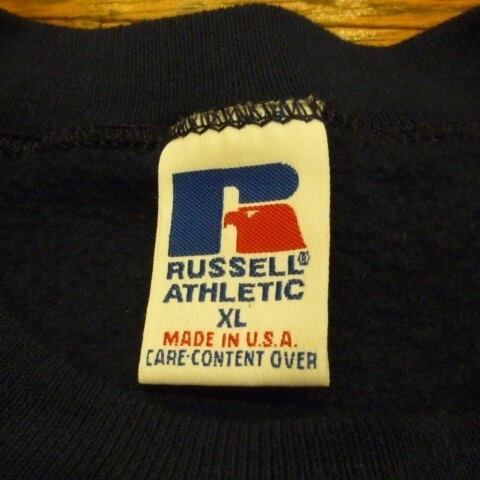 RUSSELL®
ATHLETIC
XL
MADE IN U.S.A.
CARE-CONTENT OVER